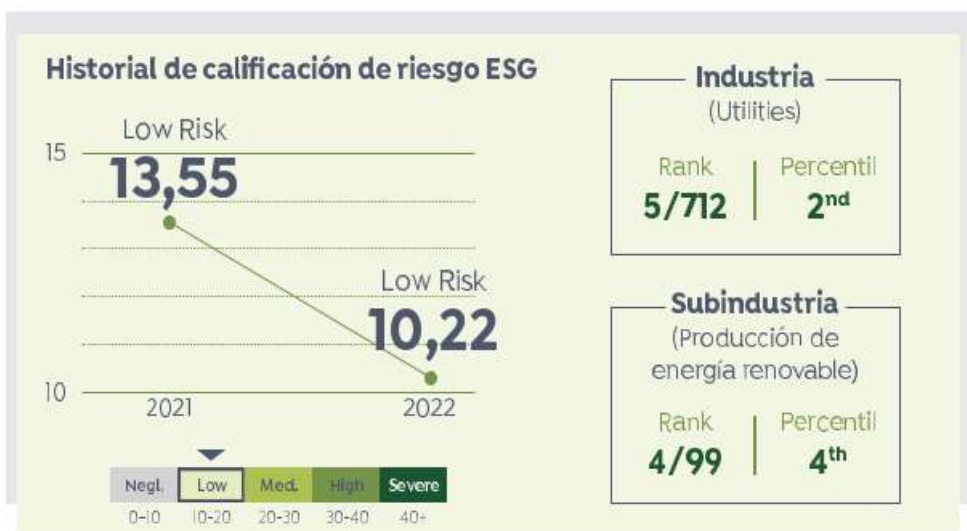 Historial de calificación de riesgo ESG
Low Risk
13,55
15
Low Risk
10,22
10
2021
2022
Negl.
Low
Med.
High
Severe
0-10
10-20
20-30
30-40
40+
Industria
(Utilities)
Rank
Percentil
5/712
2nd
Subindustria
(Producción de
energía renovable)
Rank
Percentil
4/99
4th